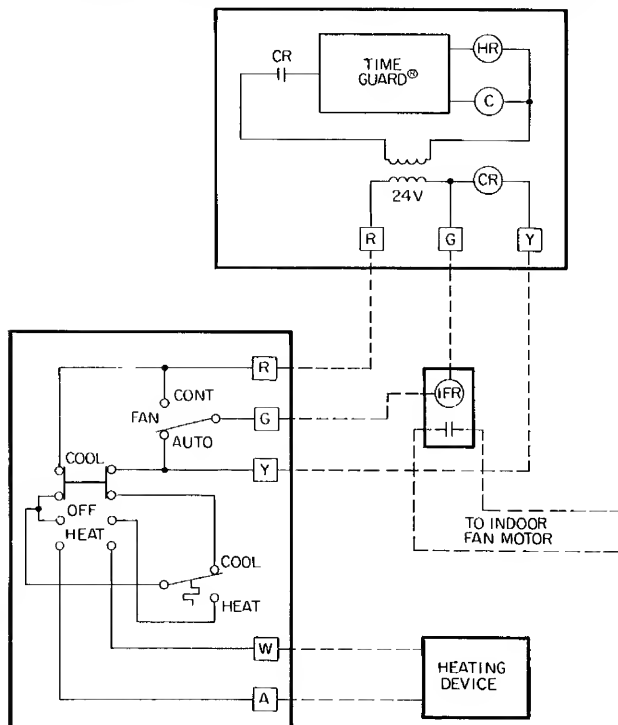 CR
TIME
GUARD®
HR
C
24V
CR
R
G
Y
R
CONT
FAN
G
IFR
AUTO
COOL
Y
OFF
HEAT
TO INDOOR
FAN MOTOR
COOL
HEAT
W
HEATING
DEVICE
A